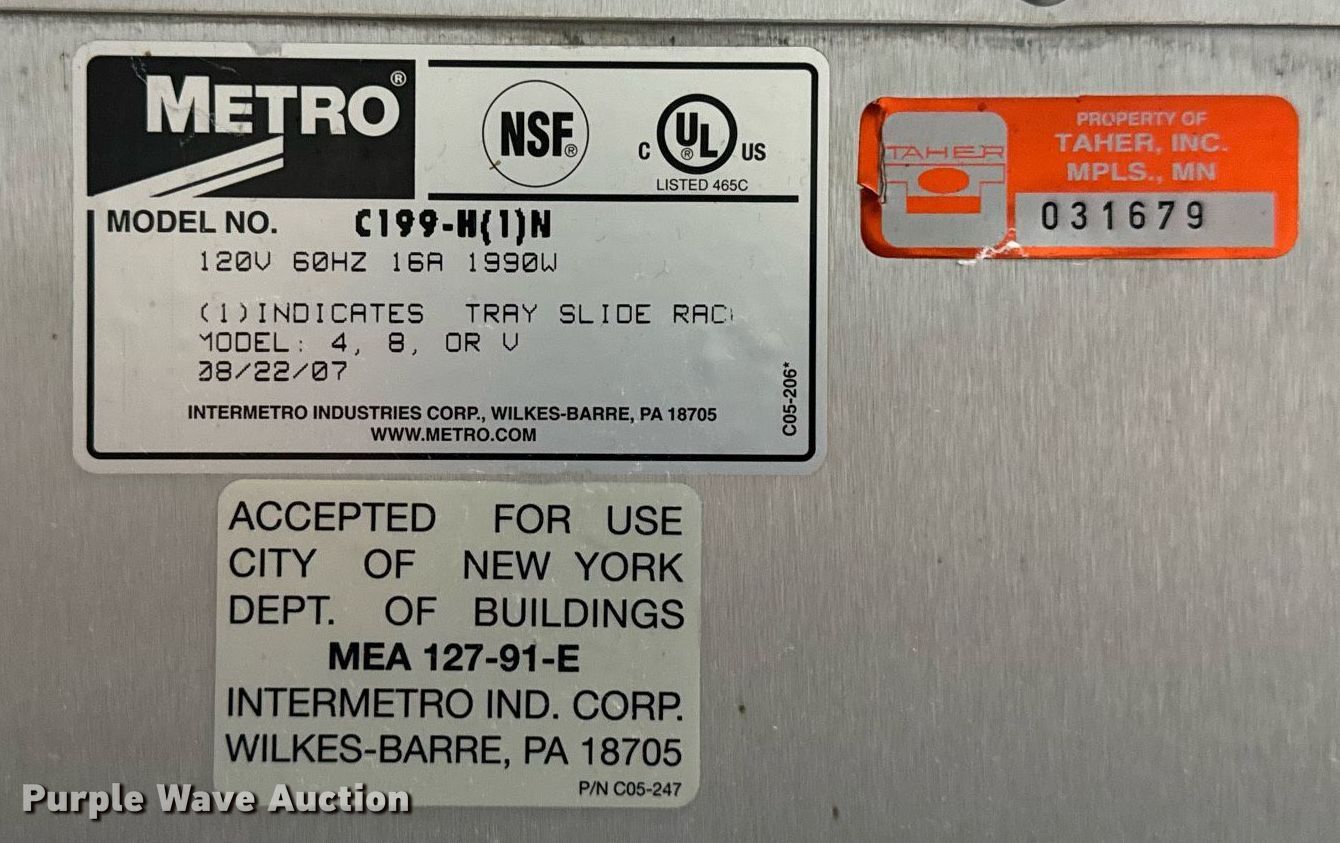 METRO®
NSF®
C UL® US
LISTED 465C
MODEL NO. C199-H(1)N
120V 60HZ 16A 1990W
(1)INDICATES TRAY SLIDE RACK
MODEL: 4, 8, OR V
08/22/07
INTERMETRO INDUSTRIES CORP., WILKES-BARRE, PA 18705
WWW.METRO.COM
C05-206*
TAHER
PROPERTY OF
TAHER, INC.
MPLS., MN
031679
ACCEPTED FOR USE
CITY OF NEW YORK
DEPT. OF BUILDINGS
MEA 127-91-E
INTERMETRO IND. CORP.
WILKES-BARRE, PA 18705
P/N C05-247
Purple Wave Auction